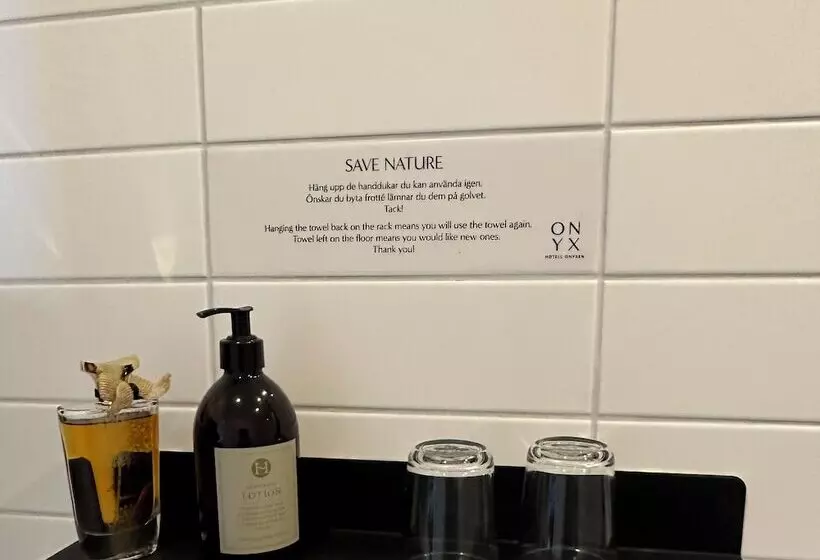 SAVE NATURE
Häng upp de handdukar du kan använda igen.
Önskar du byta frotté lämnar du dem på golvet.
Tack!
Hanging the towel back on the rack means you will use the towel again.
Towel left on the floor means you would like new ones.
Thank you!
ON
YX
HOTELL ONYXEN
H
LOTION